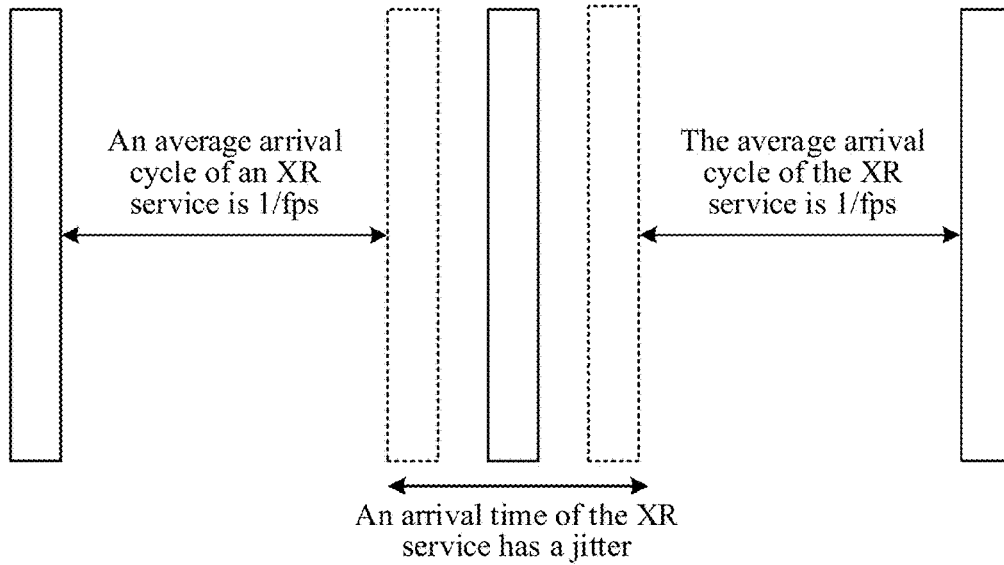 An average arrival
cycle of an XR
service is 1/fps
The average arrival
cycle of the XR
service is 1/fps
An arrival time of the XR
service has a jitter